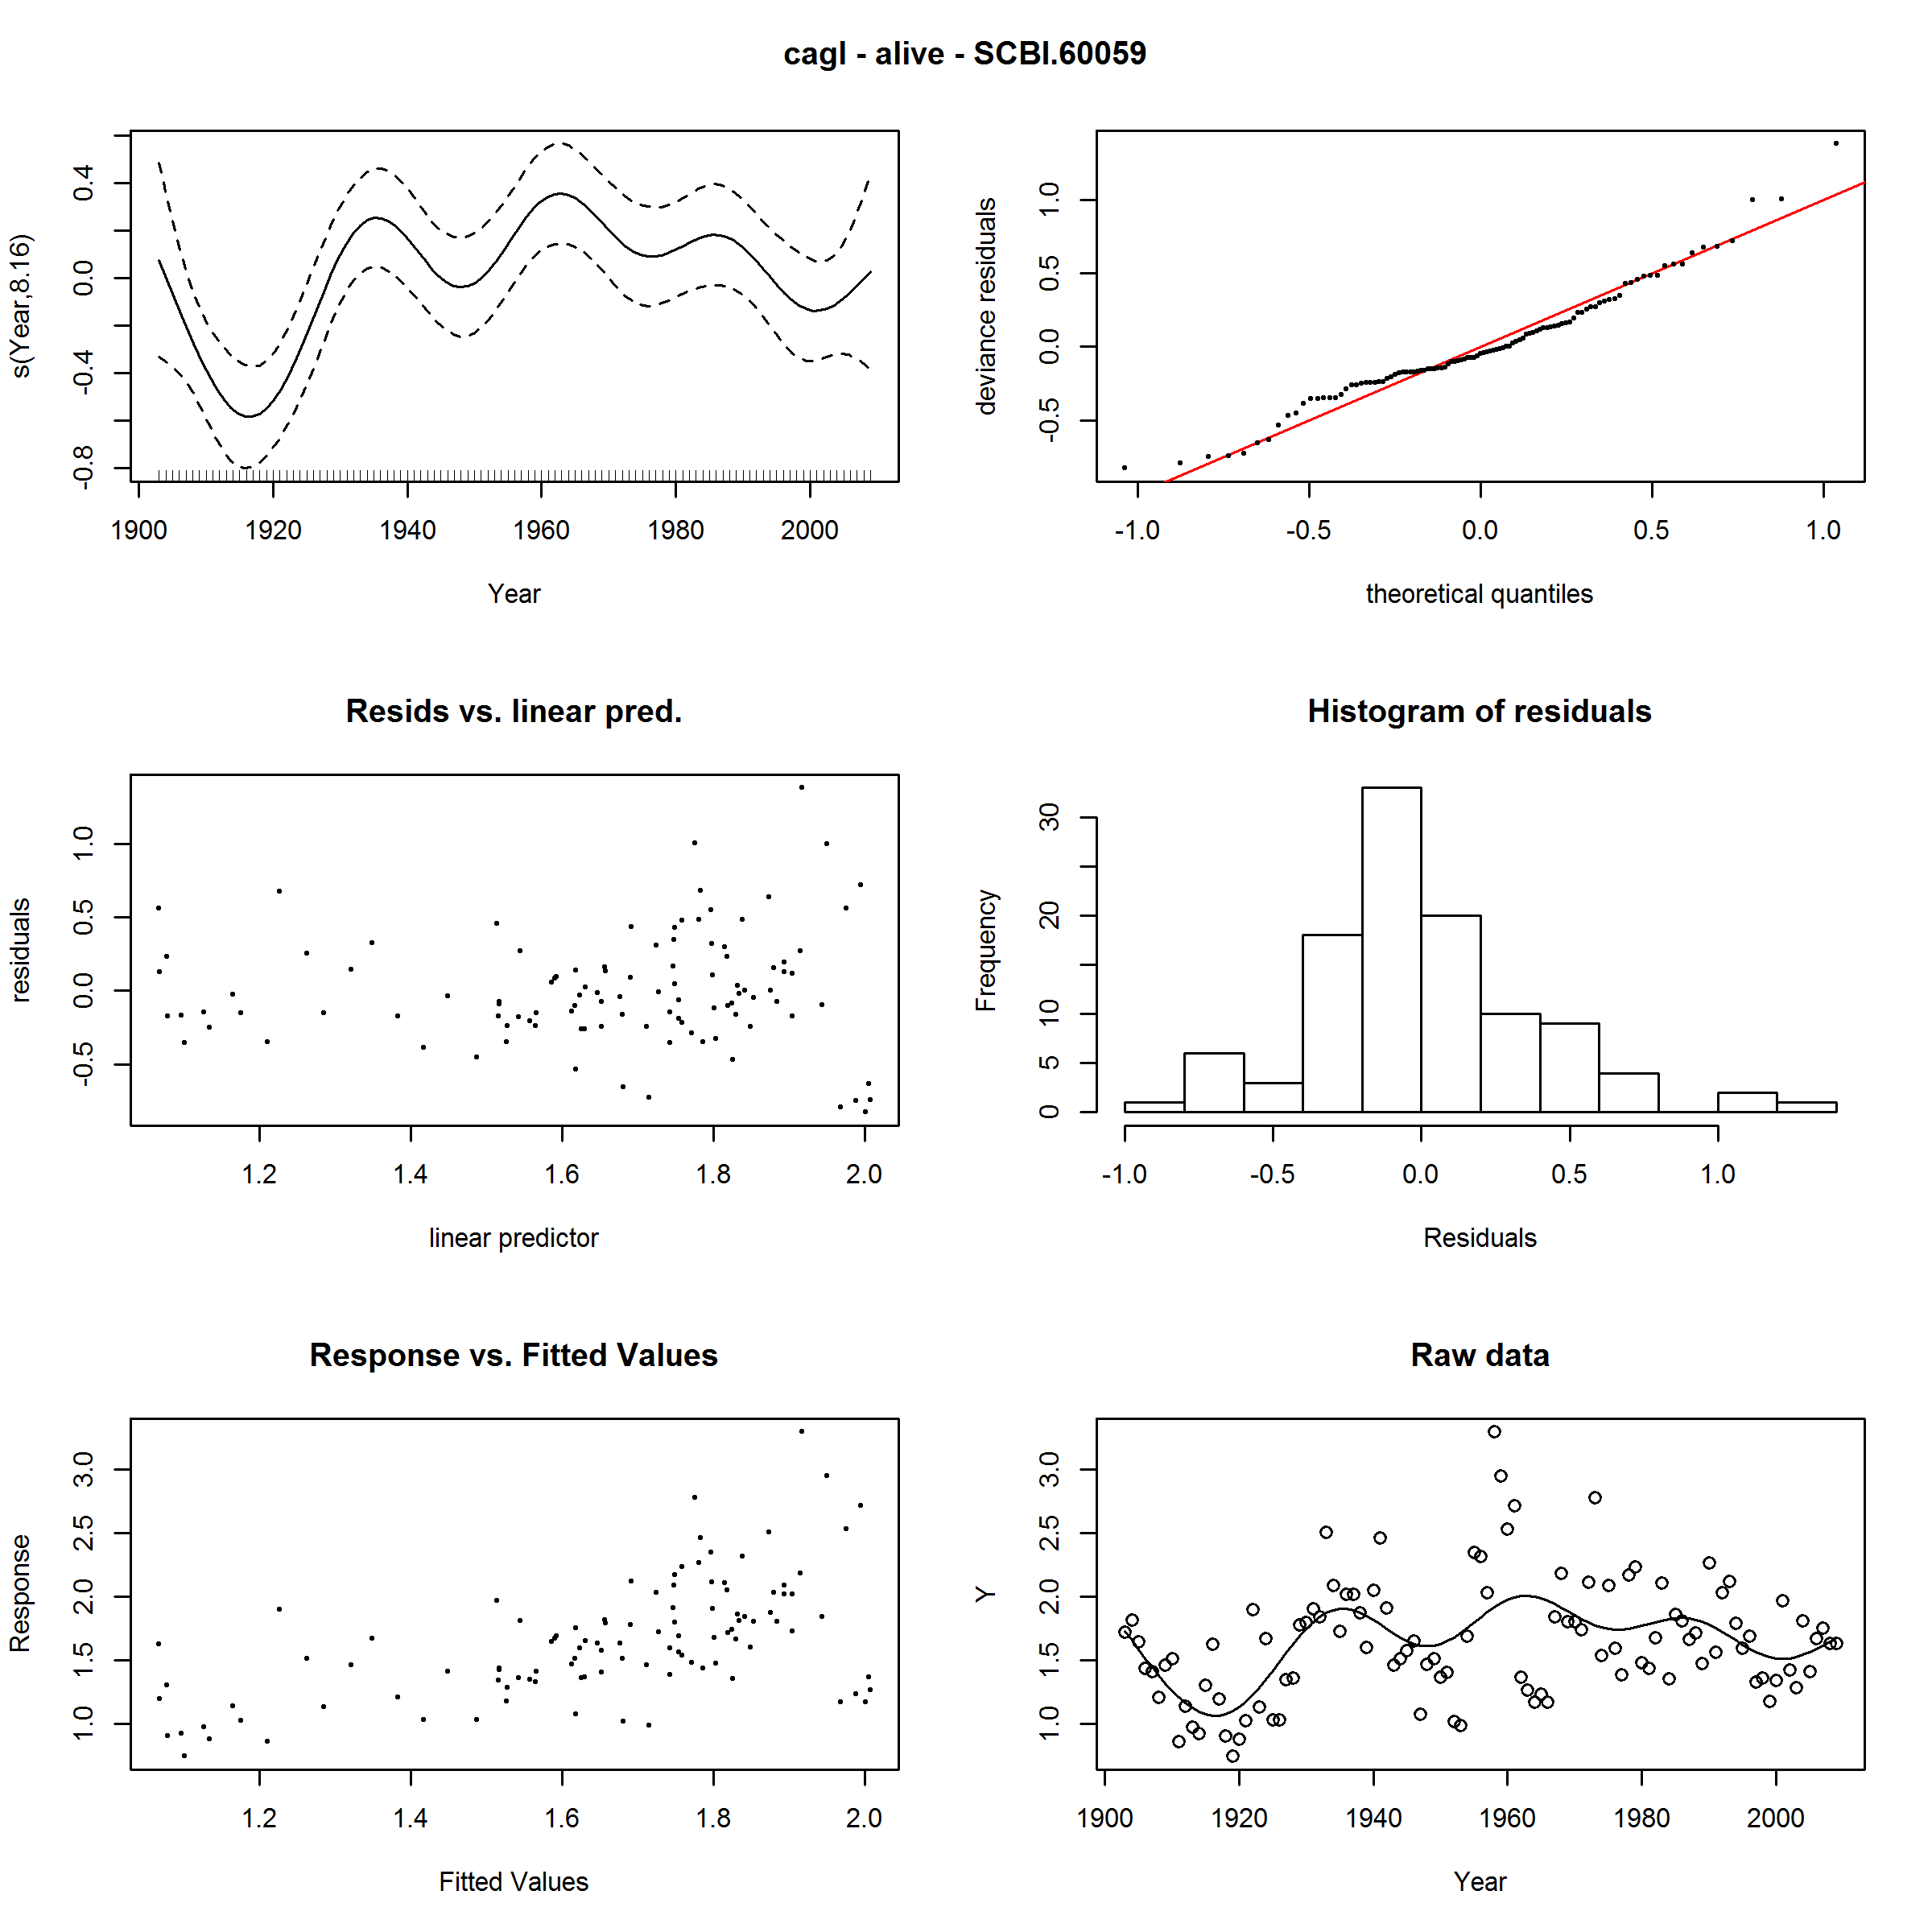 cagl - alive - SCBI.60059
s(Year,8.16)
-0.8 -0.4 0.0 0.4
1900 1920 1940 1960 1980 2000
Year
deviance residuals
-0.5 0.0 0.5 1.0
-1.0 -0.5 0.0 0.5 1.0
theoretical quantiles
Resids vs. linear pred.
residuals
-0.5 0.0 0.5 1.0
1.2 1.4 1.6 1.8 2.0
linear predictor
Histogram of residuals
Frequency
0 5 10 20 30
-1.0 -0.5 0.0 0.5 1.0
Residuals
Response vs. Fitted Values
Response
1.0 1.5 2.0 2.5 3.0
1.2 1.4 1.6 1.8 2.0
Fitted Values
Raw data
Y
1.0 1.5 2.0 2.5 3.0
1900 1920 1940 1960 1980 2000
Year